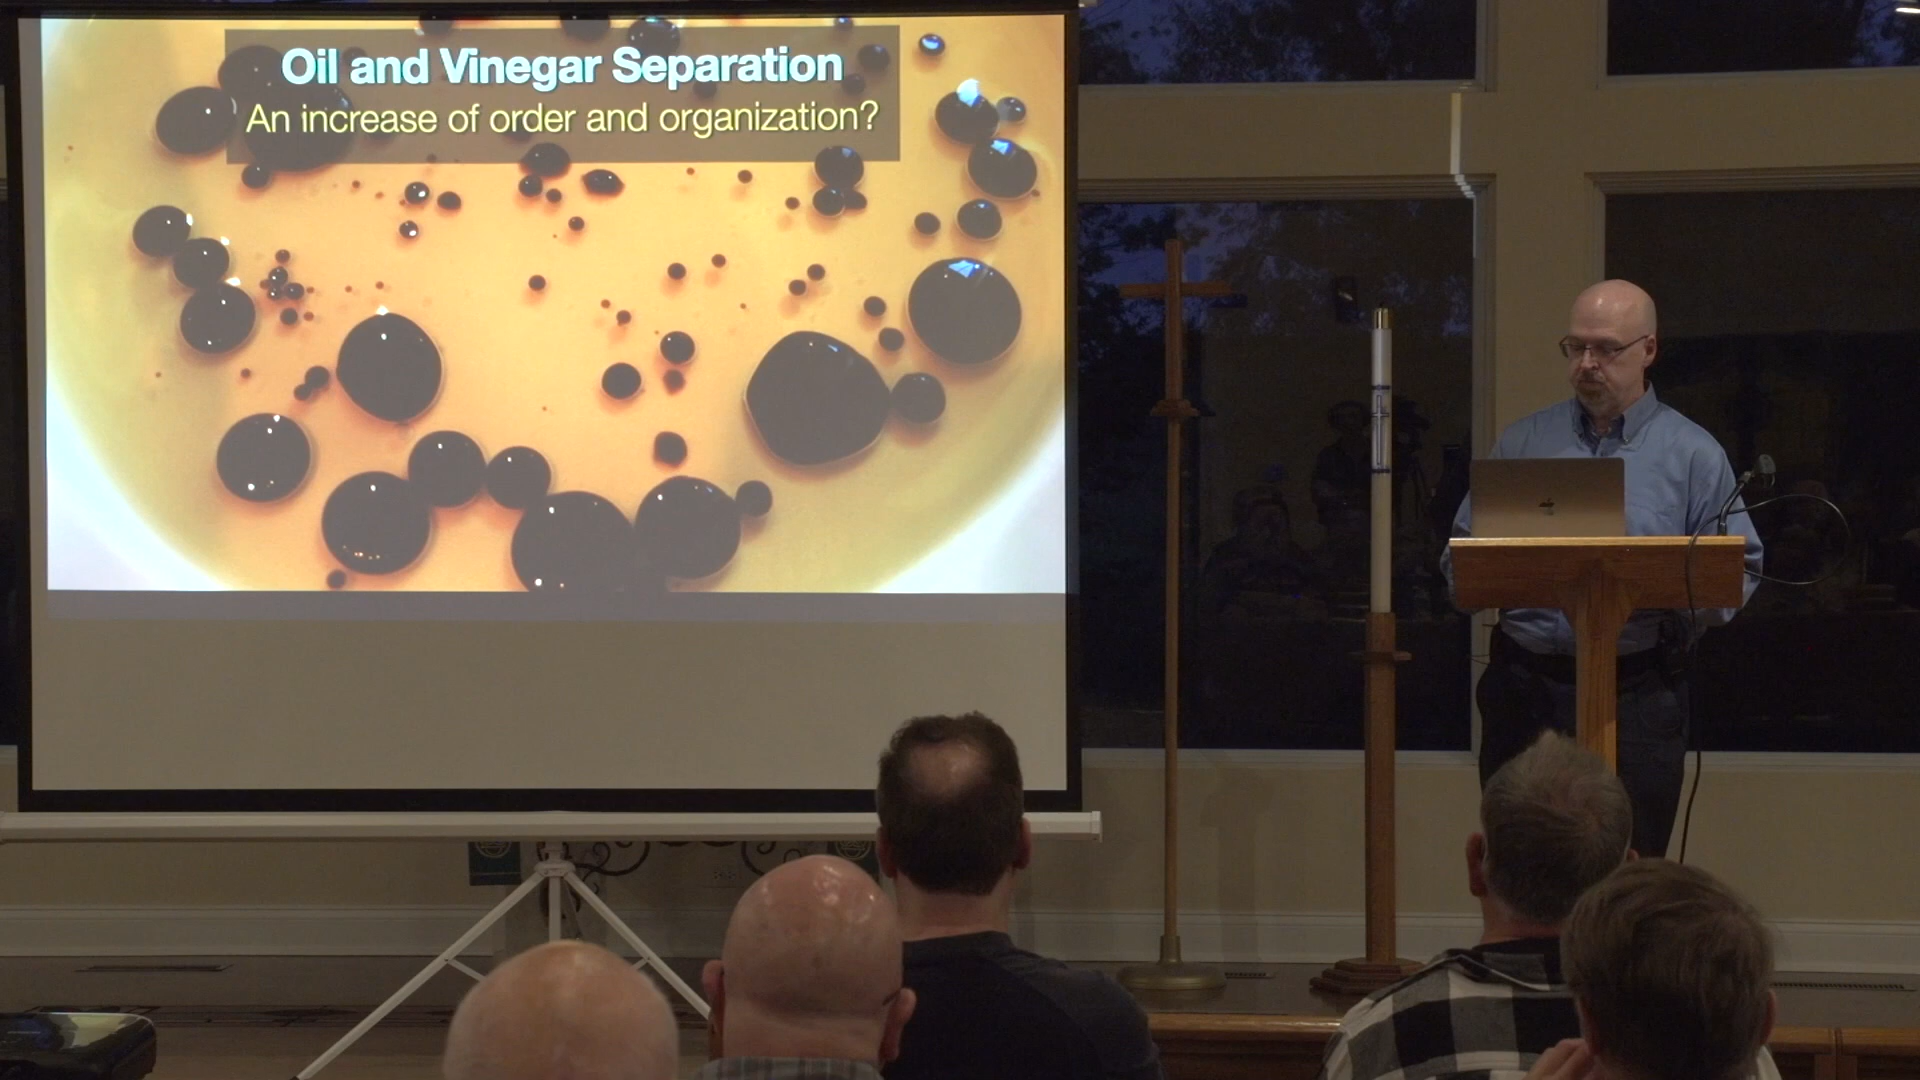 Oil and Vinegar Separation
An increase of order and organization?